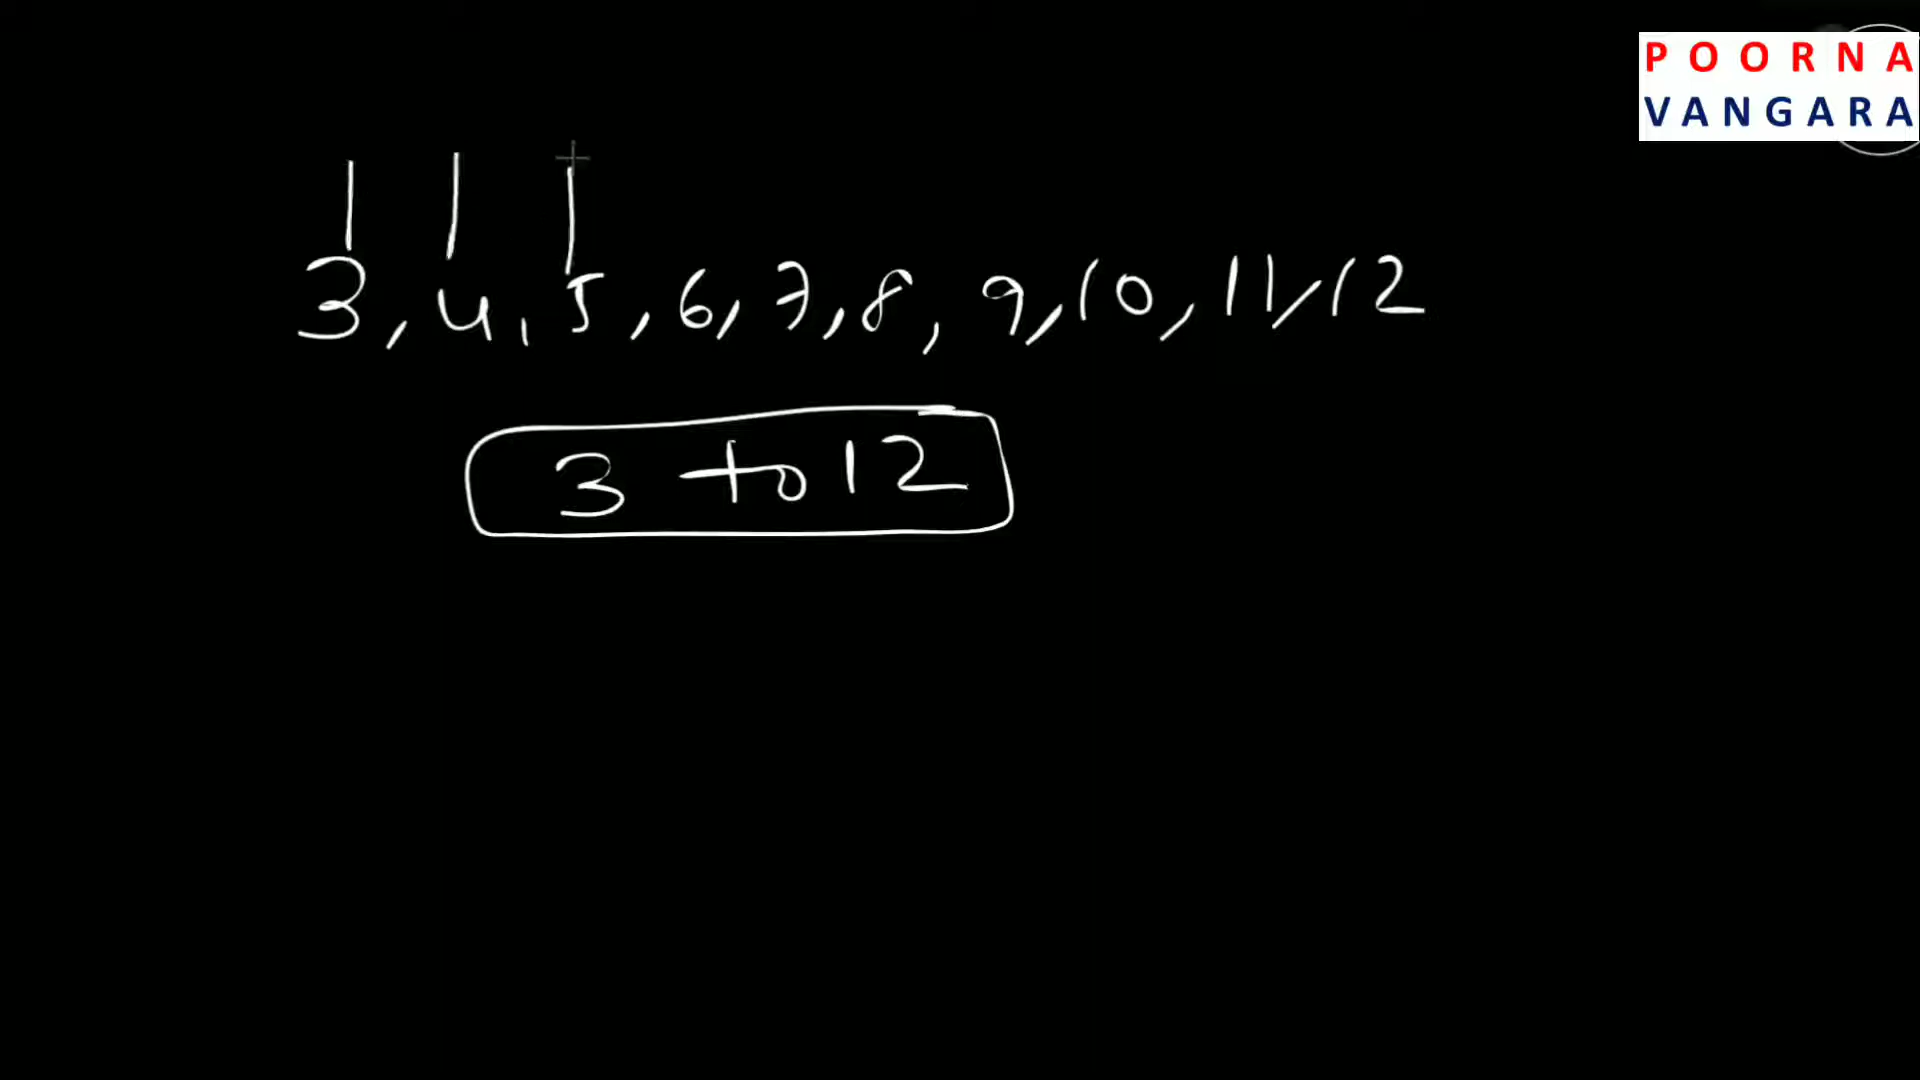 POORNA
VANGARA
3, 4, 5, 6, 7, 8, 9, 10, 11, 12
3 to 12